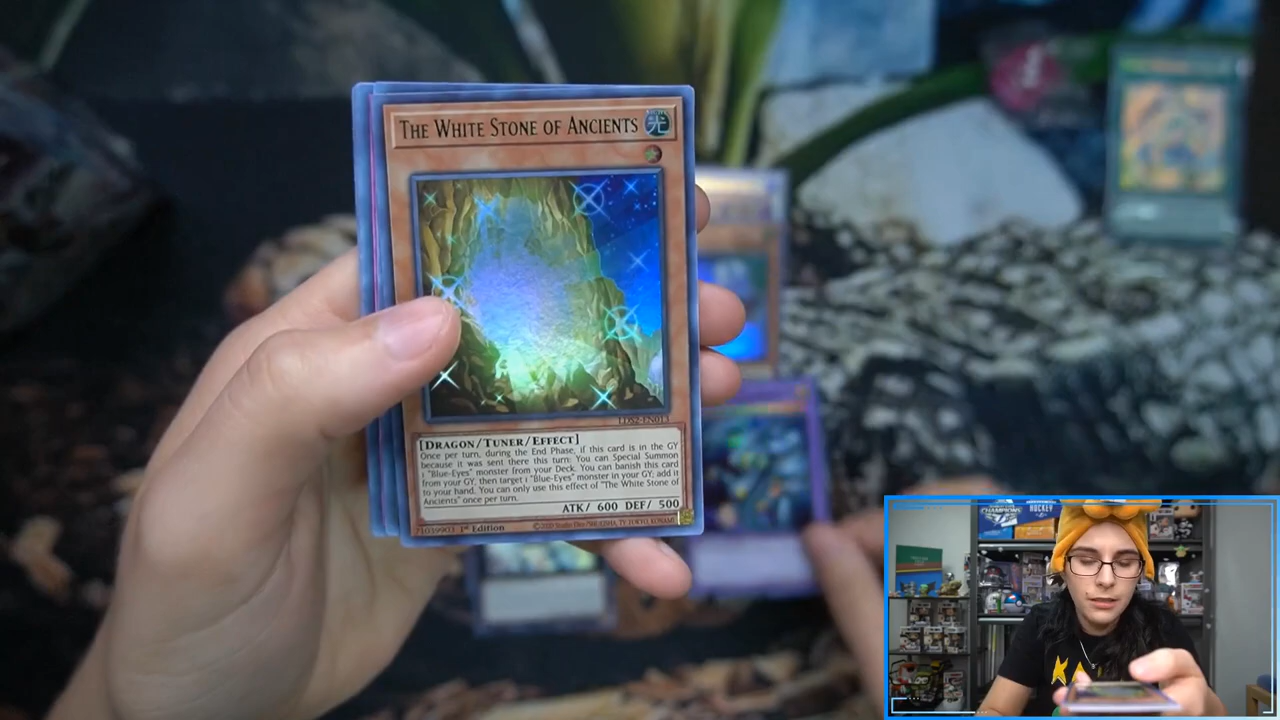 THE WHITE STONE OF ANCIENTS
光
LDS2-EN013
[DRAGON/TUNER/EFFECT]
Once per turn, during the End Phase, if this card is in the GY
because it was sent there this turn: You can Special Summon
1 "Blue-Eyes" monster from your Deck. You can banish this card
from your GY, then target 1 "Blue-Eyes" monster in your GY; add it
to your hand. You can only use this effect of "The White Stone of
Ancients" once per turn.
ATK/ 600 DEF/ 500
71039903 1st Edition
CHAMPIONS
HOCKEY